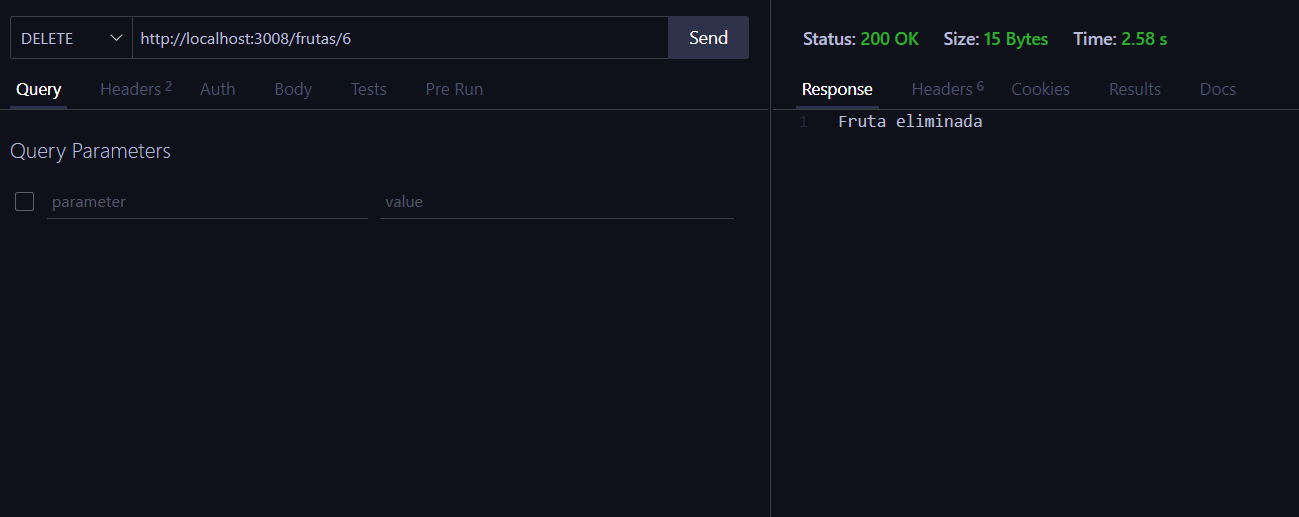 DELETE http://localhost:3008/frutas/6 Send
Query Headers 2 Auth Body Tests Pre Run
Query Parameters
parameter value
Status: 200 OK Size: 15 Bytes Time: 2.58 s
Response Headers 6 Cookies Results Docs
1 Fruta eliminada